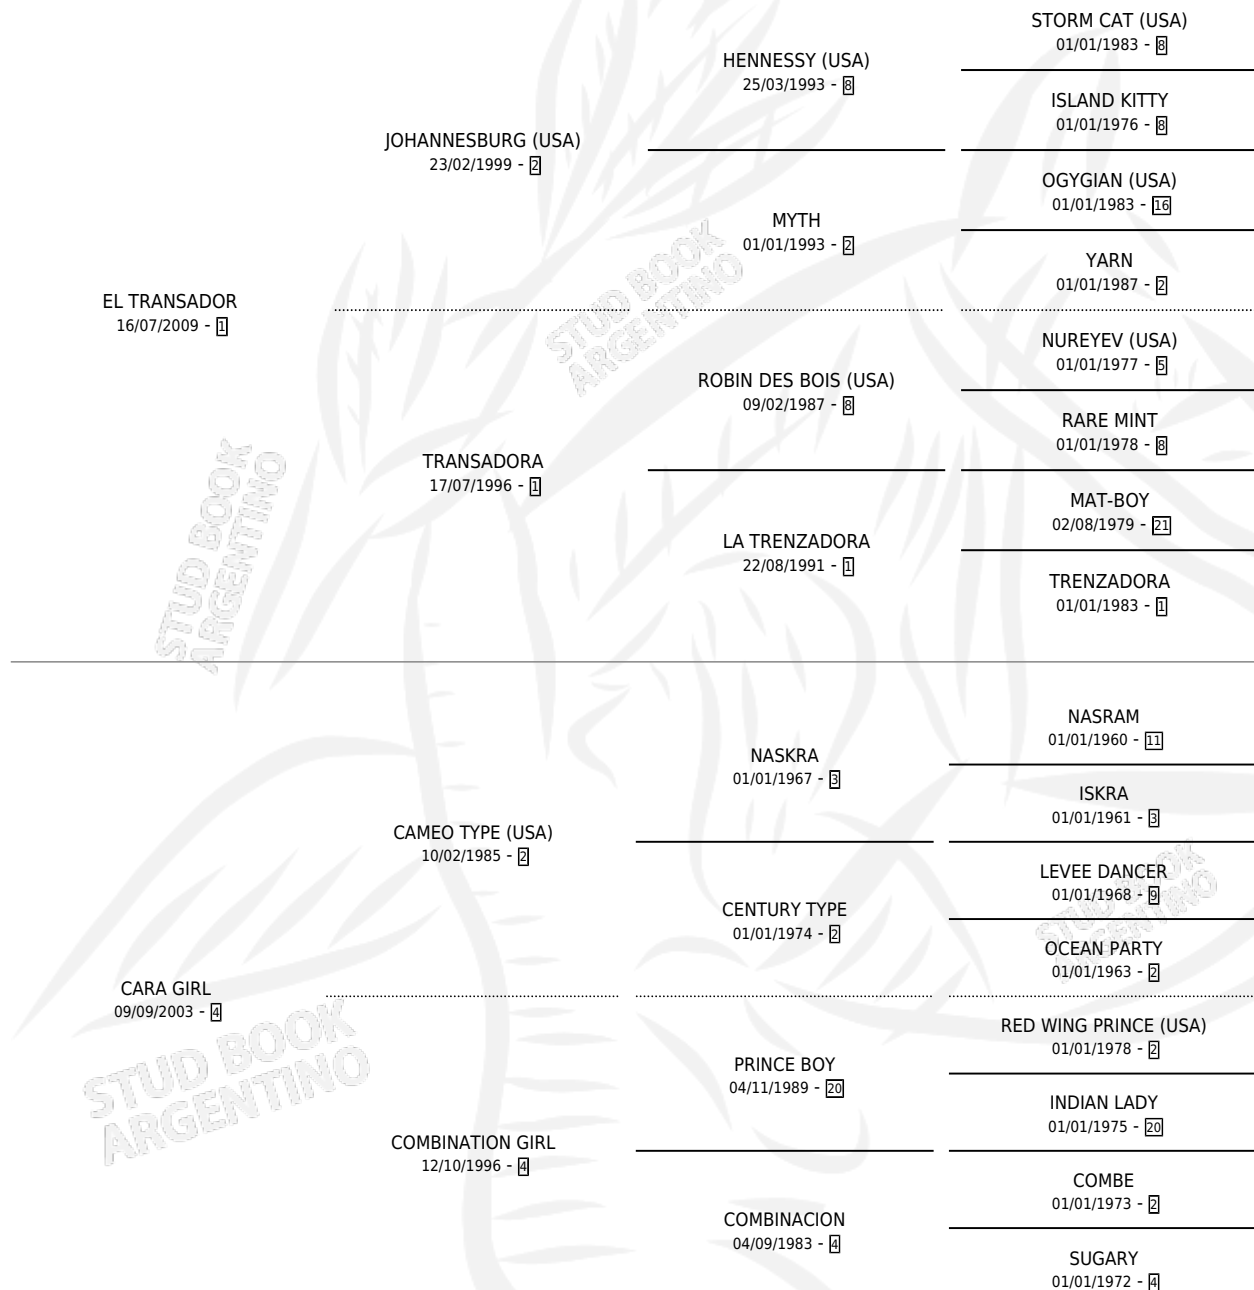 STORM CAT (USA)
01/01/1983 - 8
HENNESSY (USA)
25/03/1993 - 8
ISLAND KITTY
01/01/1976 - 8
JOHANNESBURG (USA)
23/02/1999 - 2
OGYGIAN (USA)
01/01/1983 - 16
MYTH
01/01/1993 - 2
YARN
01/01/1987 - 2
EL TRANSADOR
16/07/2009 - 1
NUREYEV (USA)
01/01/1977 - 5
ROBIN DES BOIS (USA)
09/02/1987 - 8
RARE MINT
01/01/1978 - 8
TRANSADORA
17/07/1996 - 1
MAT-BOY
02/08/1979 - 21
LA TRENZADORA
22/08/1991 - 1
TRENZADORA
01/01/1983 - 1
NASRAM
01/01/1960 - 11
NASKRA
01/01/1967 - 3
ISKRA
01/01/1961 - 3
CAMEO TYPE (USA)
10/02/1985 - 2
LEVEE DANCER
01/01/1968 - 9
CENTURY TYPE
01/01/1974 - 2
OCEAN PARTY
01/01/1963 - 2
CARA GIRL
09/09/2003 - 4
RED WING PRINCE (USA)
01/01/1978 - 2
PRINCE BOY
04/11/1989 - 20
INDIAN LADY
01/01/1975 - 20
COMBINATION GIRL
12/10/1996 - 4
COMBE
01/01/1973 - 2
COMBINACION
04/09/1983 - 4
SUGARY
01/01/1972 - 4
STUD BOOK
ARGENTINO
STUD BOOK
ARGENTINO
STUD BOOK
ARGENTINO
STUD BOOK
ARGENTINO